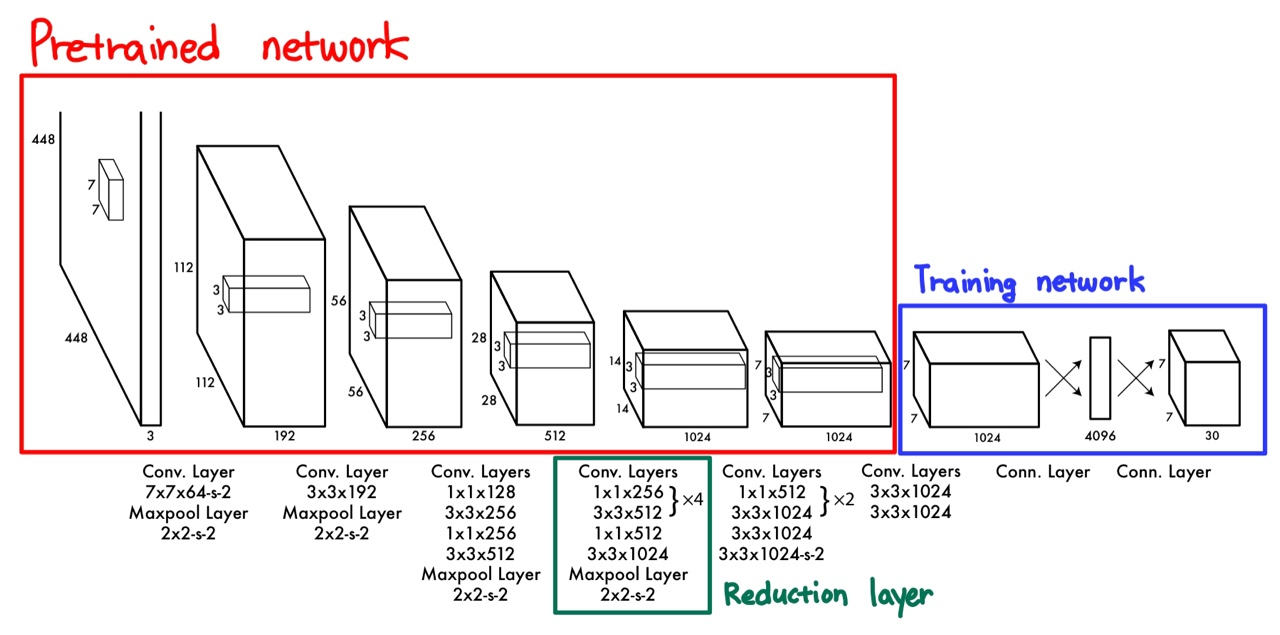 Pretrained network
448
7
7
448
3
112
3
3
112
192
56
3
3
56
256
28
3
3
28
512
14
3
3
14
1024
7
3
3
7
1024
Training network
7
7
1024
4096
7
7
30
Conv. Layer
7x7x64-s-2
Maxpool Layer
2x2-s-2
Conv. Layer
3x3x192
Maxpool Layer
2x2-s-2
Conv. Layers
1x1x128
3x3x256
1x1x256
3x3x512
Maxpool Layer
2x2-s-2
Conv. Layers
1x1x256
3x3x512 } ×4
1x1x512
3x3x1024
Maxpool Layer
2x2-s-2
Conv. Layers
1x1x512
3x3x1024 } ×2
3x3x1024
3x3x1024-s-2
Conv. Layers
3x3x1024
3x3x1024
Conn. Layer
Conn. Layer
Reduction layer